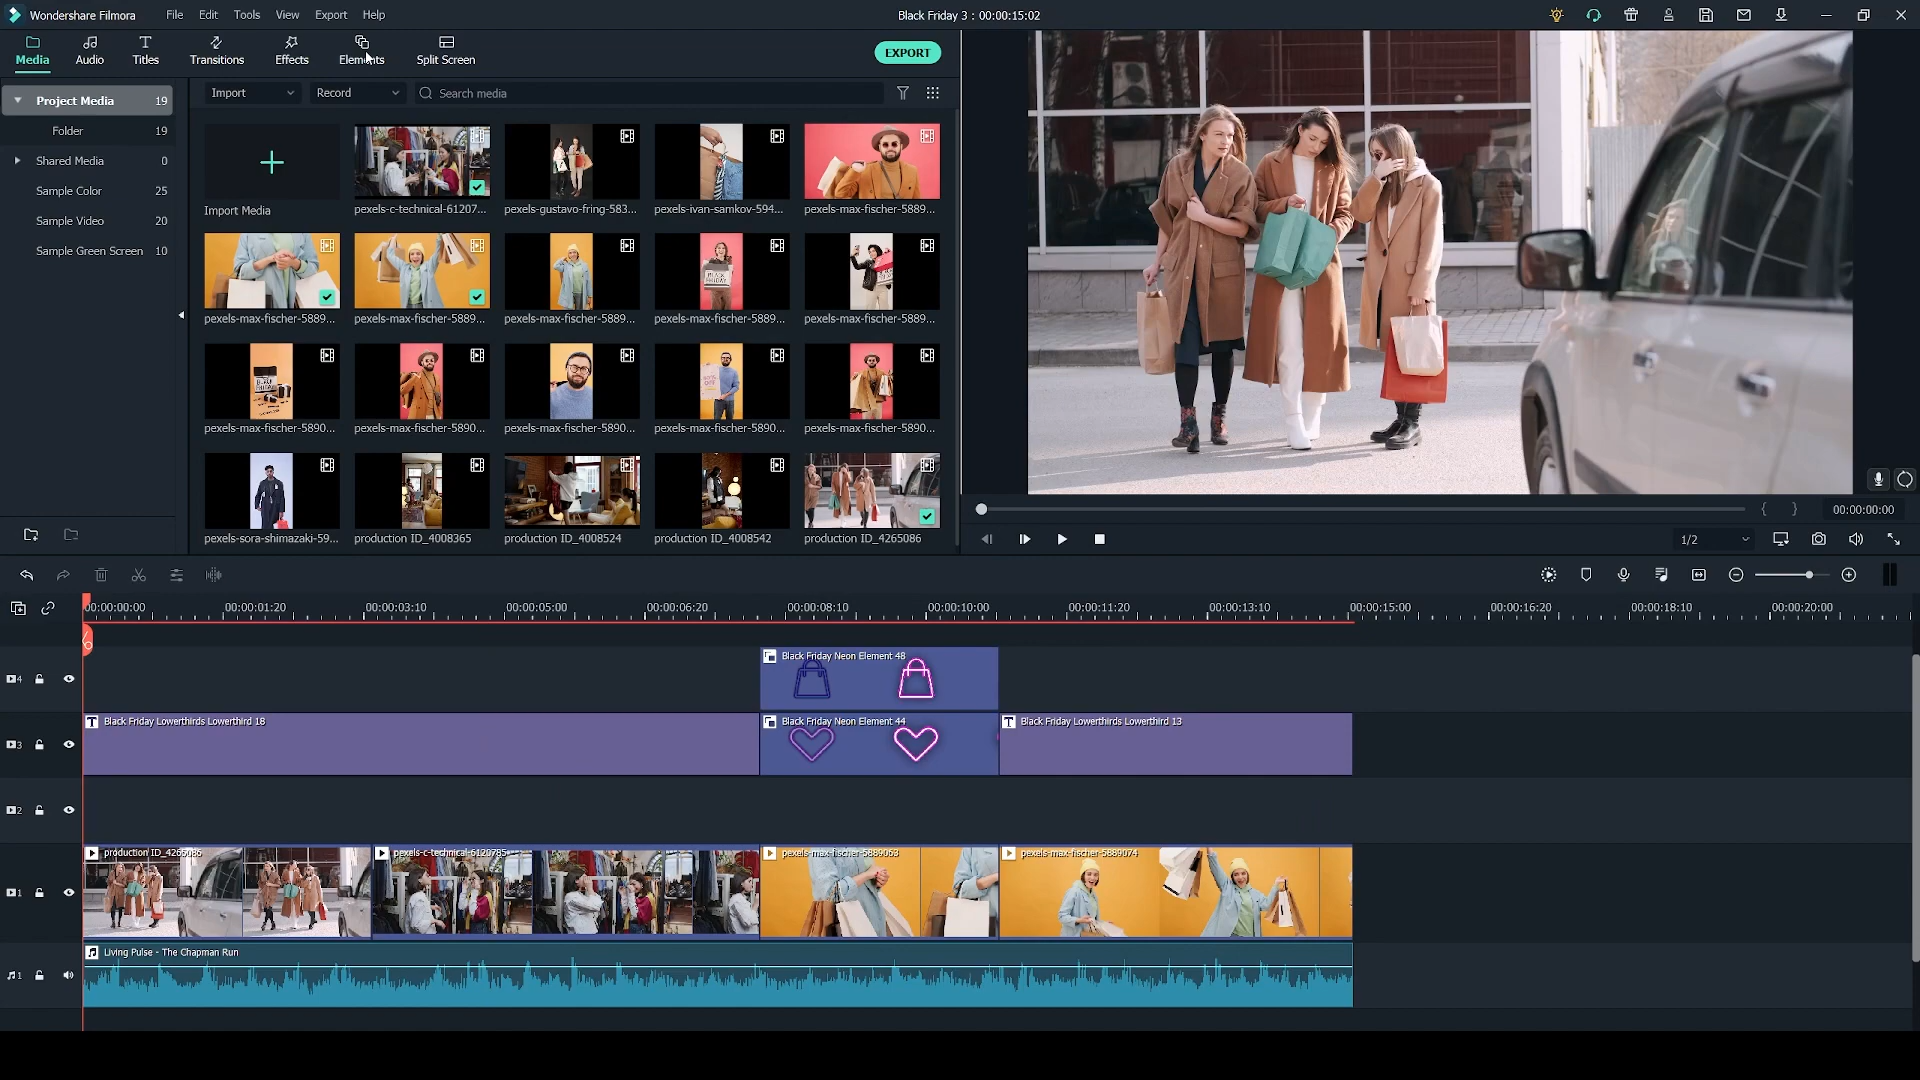 Wondershare Filmora File Edit Tools View Export Help Black Friday 3 : 00:00:15:02
Media Audio Titles Transitions Effects Elements Split Screen EXPORT
Import Record Search media
Project Media 19
Folder 19
Shared Media 0
Sample Color 25
Sample Video 20
Sample Green Screen 10
Import Media pexels-c-technical-61207... pexels-gustavo-fring-583... pexels-ivan-samkov-594... pexels-max-fischer-5889...
BLACK FRIDAY
pexels-max-fischer-5889... pexels-max-fischer-5889... pexels-max-fischer-5889... pexels-max-fischer-5889... pexels-max-fischer-5889...
pexels-max-fischer-5890... pexels-max-fischer-5890... pexels-max-fischer-5890... pexels-max-fischer-5890... pexels-max-fischer-5890...
pexels-sora-shimazaki-59... production ID_4008365 production ID_4008524 production ID_4008542 production ID_4265086
{ } 00:00:00:00
1/2
00:00:00:00 00:00:01:20 00:00:03:10 00:00:05:00 00:00:06:20 00:00:08:10 00:00:10:00 00:00:11:20 00:00:13:10 00:00:15:00 00:00:16:20 00:00:18:10 00:00:20:00
4 Black Friday Neon Element 48
3 Black Friday Lowerthirds Lowerthird 18 Black Friday Neon Element 44 Black Friday Lowerthirds Lowerthird 13
2
1 production ID_4265086 pexels-c-technical-6120785 pexels-max-fischer-5889063 pexels-max-fischer-5889074
1 Living Pulse - The Chapman Run